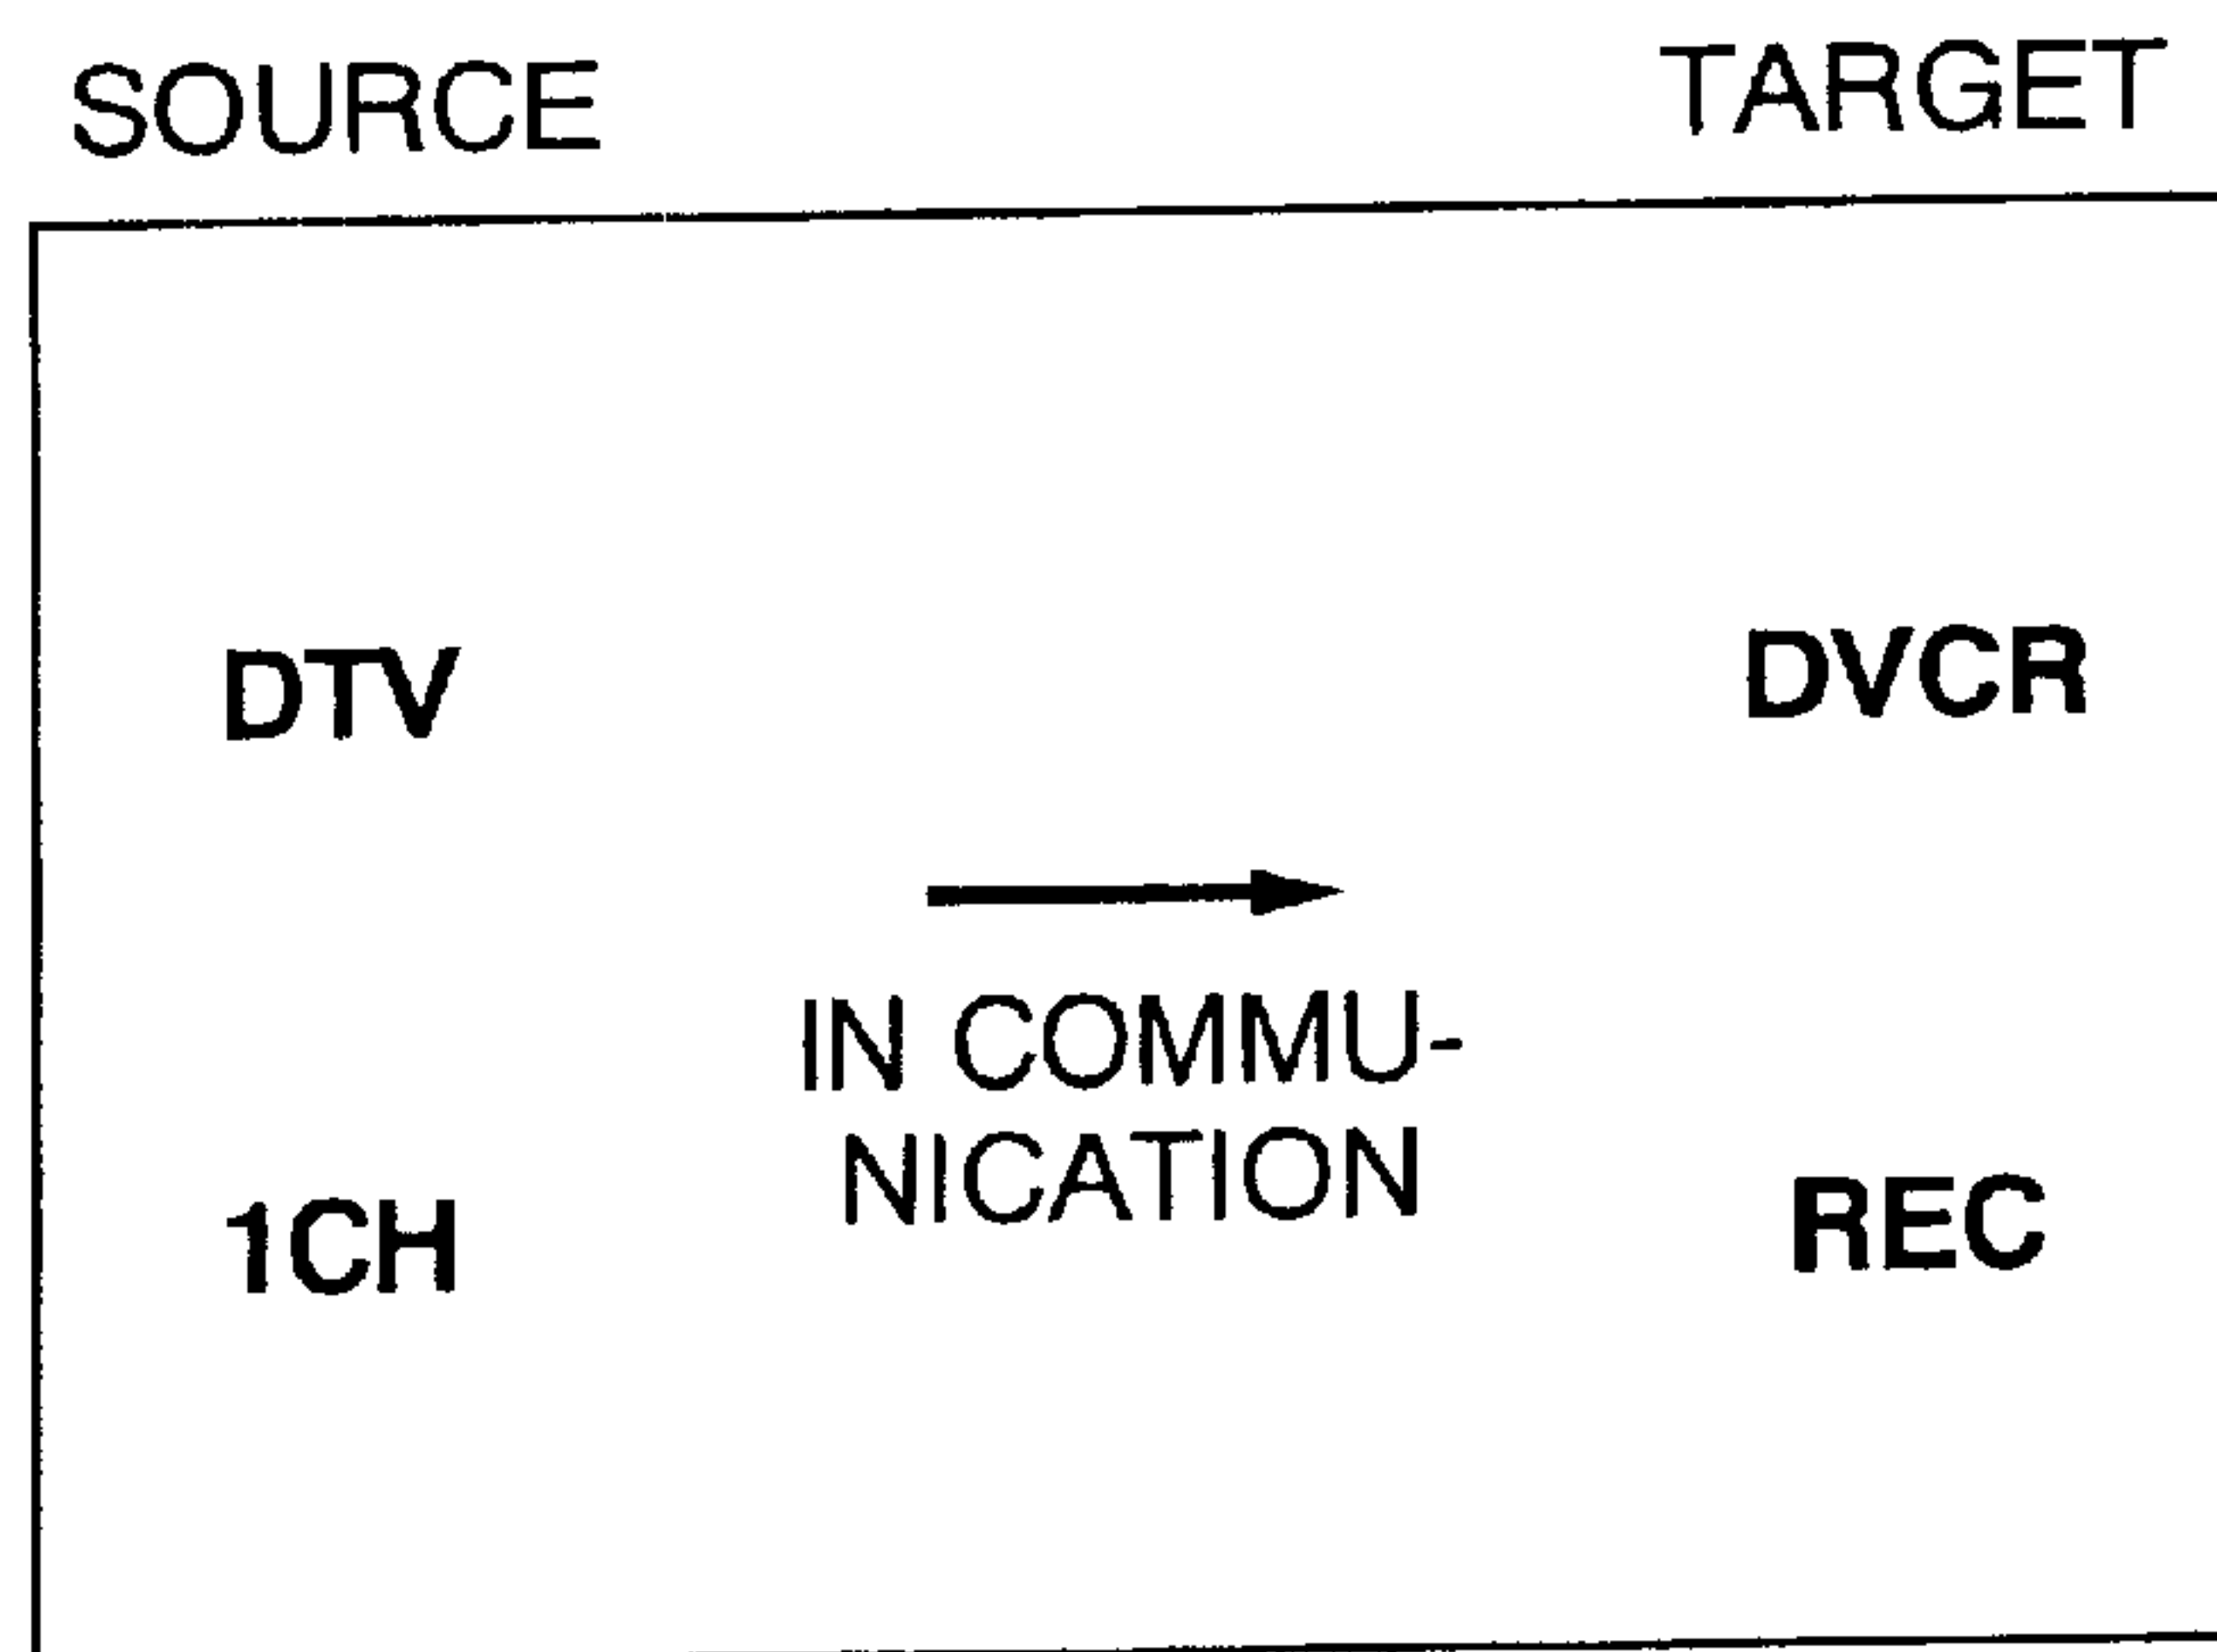 SOURCE TARGET
DTV DVCR
IN COMMU-
NICATION
1CH REC